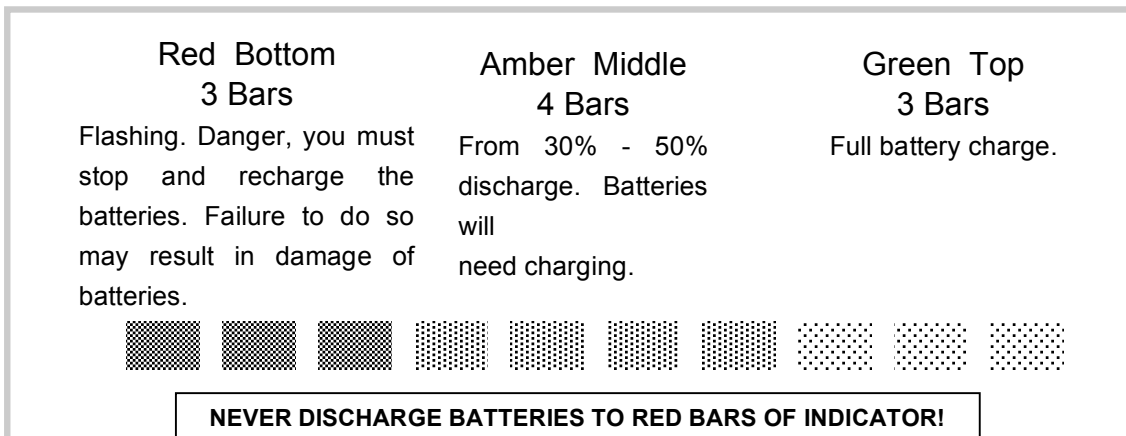 Red Bottom
3 Bars
Flashing. Danger, you must
stop and recharge the
batteries. Failure to do so
may result in damage of
batteries.
Amber Middle
4 Bars
From 30% - 50%
discharge. Batteries
will
need charging.
Green Top
3 Bars
Full battery charge.
NEVER DISCHARGE BATTERIES TO RED BARS OF INDICATOR!